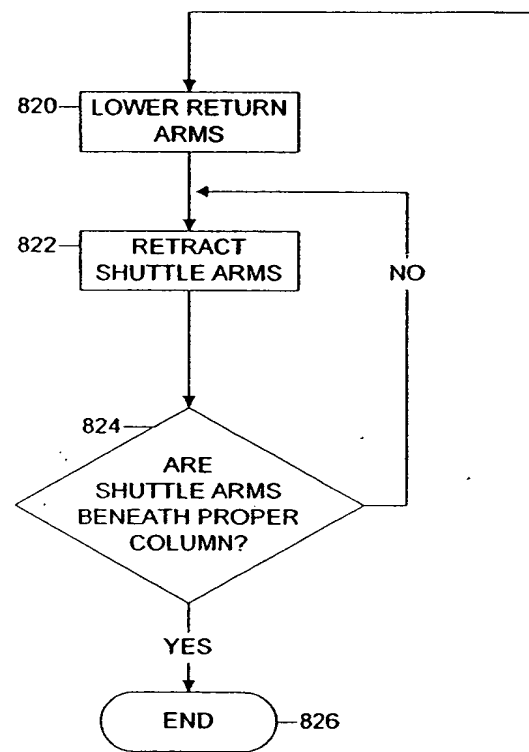 820
LOWER RETURN
ARMS
822
RETRACT
SHUTTLE ARMS
NO
824
ARE
SHUTTLE ARMS
BENEATH PROPER
COLUMN?
YES
END
826